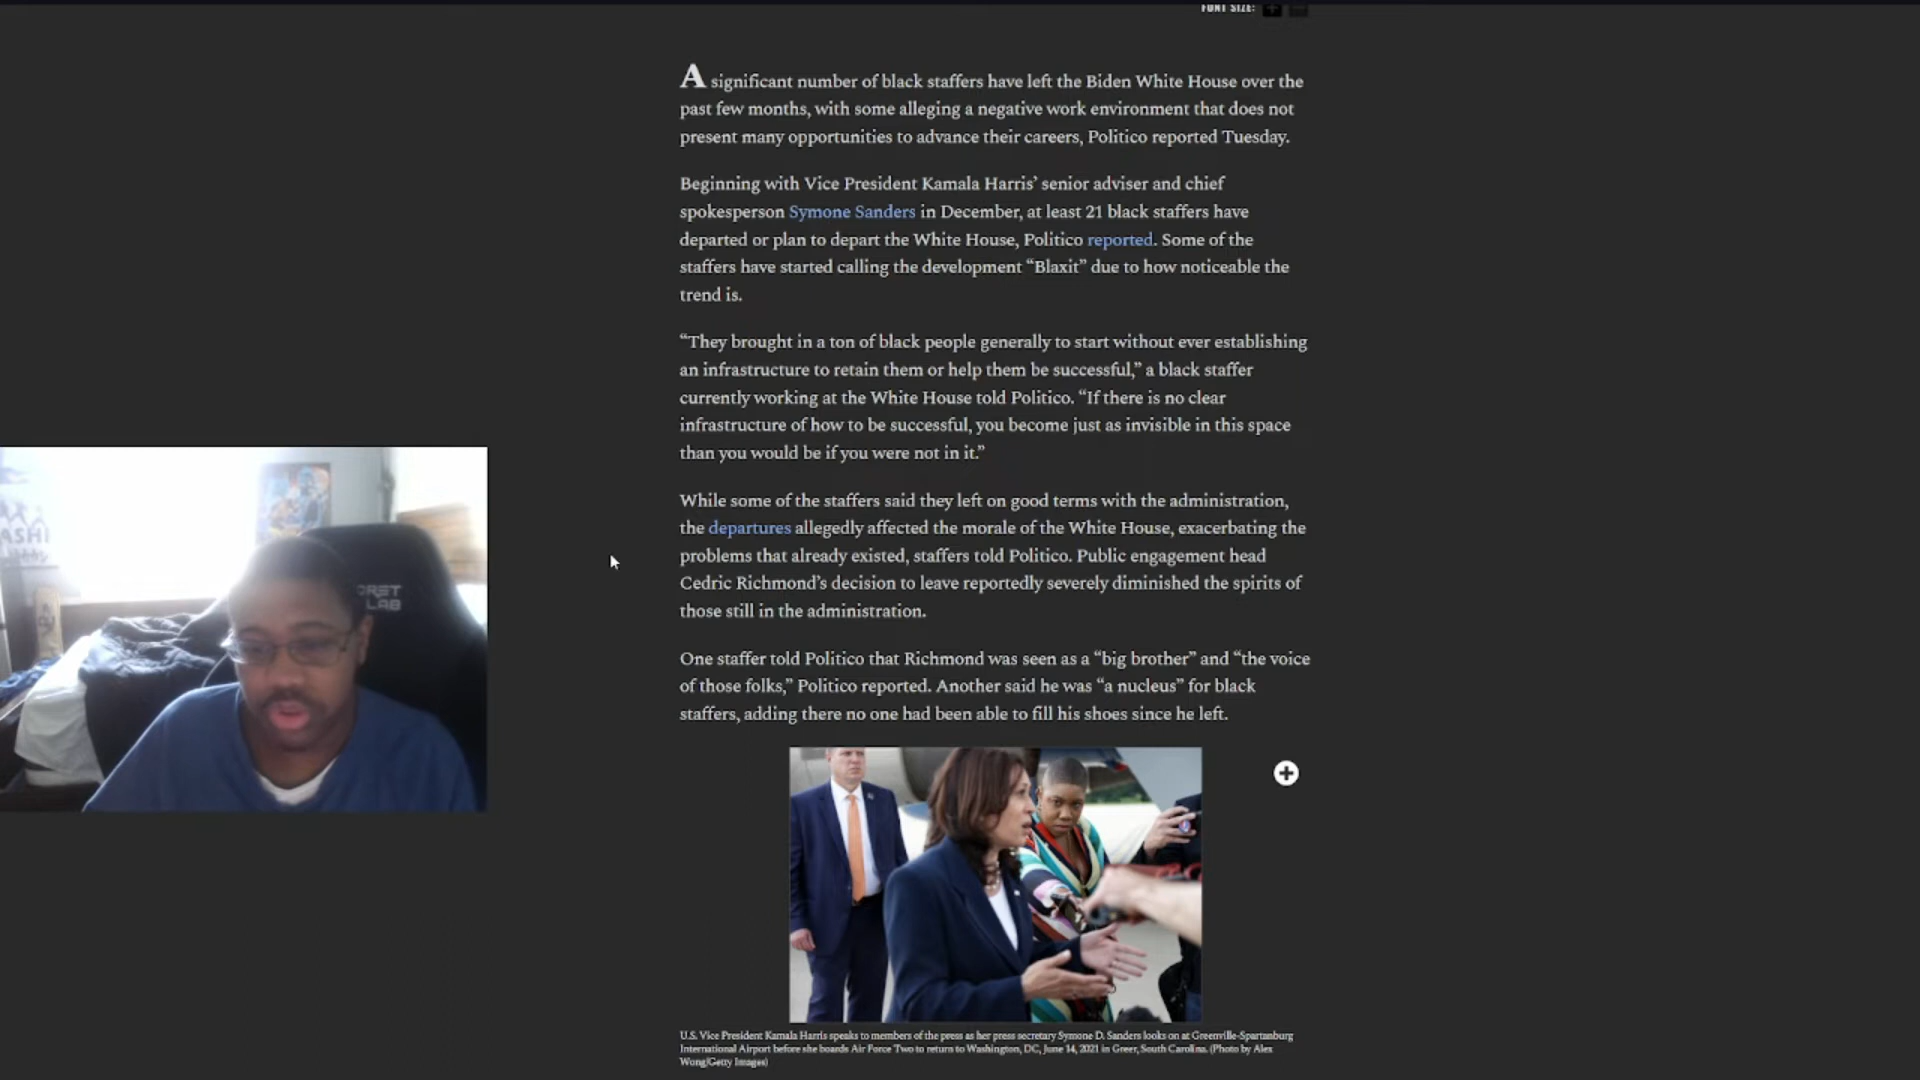 FONT SIZE:
A significant number of black staffers have left the Biden White House over the
past few months, with some alleging a negative work environment that does not
present many opportunities to advance their careers, Politico reported Tuesday.
Beginning with Vice President Kamala Harris’ senior adviser and chief
spokesperson Symone Sanders in December, at least 21 black staffers have
departed or plan to depart the White House, Politico reported. Some of the
staffers have started calling the development “Blaxit” due to how noticeable the
trend is.
“They brought in a ton of black people generally to start without ever establishing
an infrastructure to retain them or help them be successful,” a black staffer
currently working at the White House told Politico. “If there is no clear
infrastructure of how to be successful, you become just as invisible in this space
than you would be if you were not in it.”
While some of the staffers said they left on good terms with the administration,
the departures allegedly affected the morale of the White House, exacerbating the
problems that already existed, staffers told Politico. Public engagement head
Cedric Richmond’s decision to leave reportedly severely diminished the spirits of
those still in the administration.
One staffer told Politico that Richmond was seen as a “big brother” and “the voice
of those folks,” Politico reported. Another said he was “a nucleus” for black
staffers, adding there no one had been able to fill his shoes since he left.
U.S. Vice President Kamala Harris speaks to members of the press as her press secretary Symone D. Sanders looks on at Greenville-Spartanburg
International Airport before she boards Air Force Two to return to Washington, DC, June 14, 2021 in Greer, South Carolina. (Photo by Alex
Wong/Getty Images)
ASHI
LAB